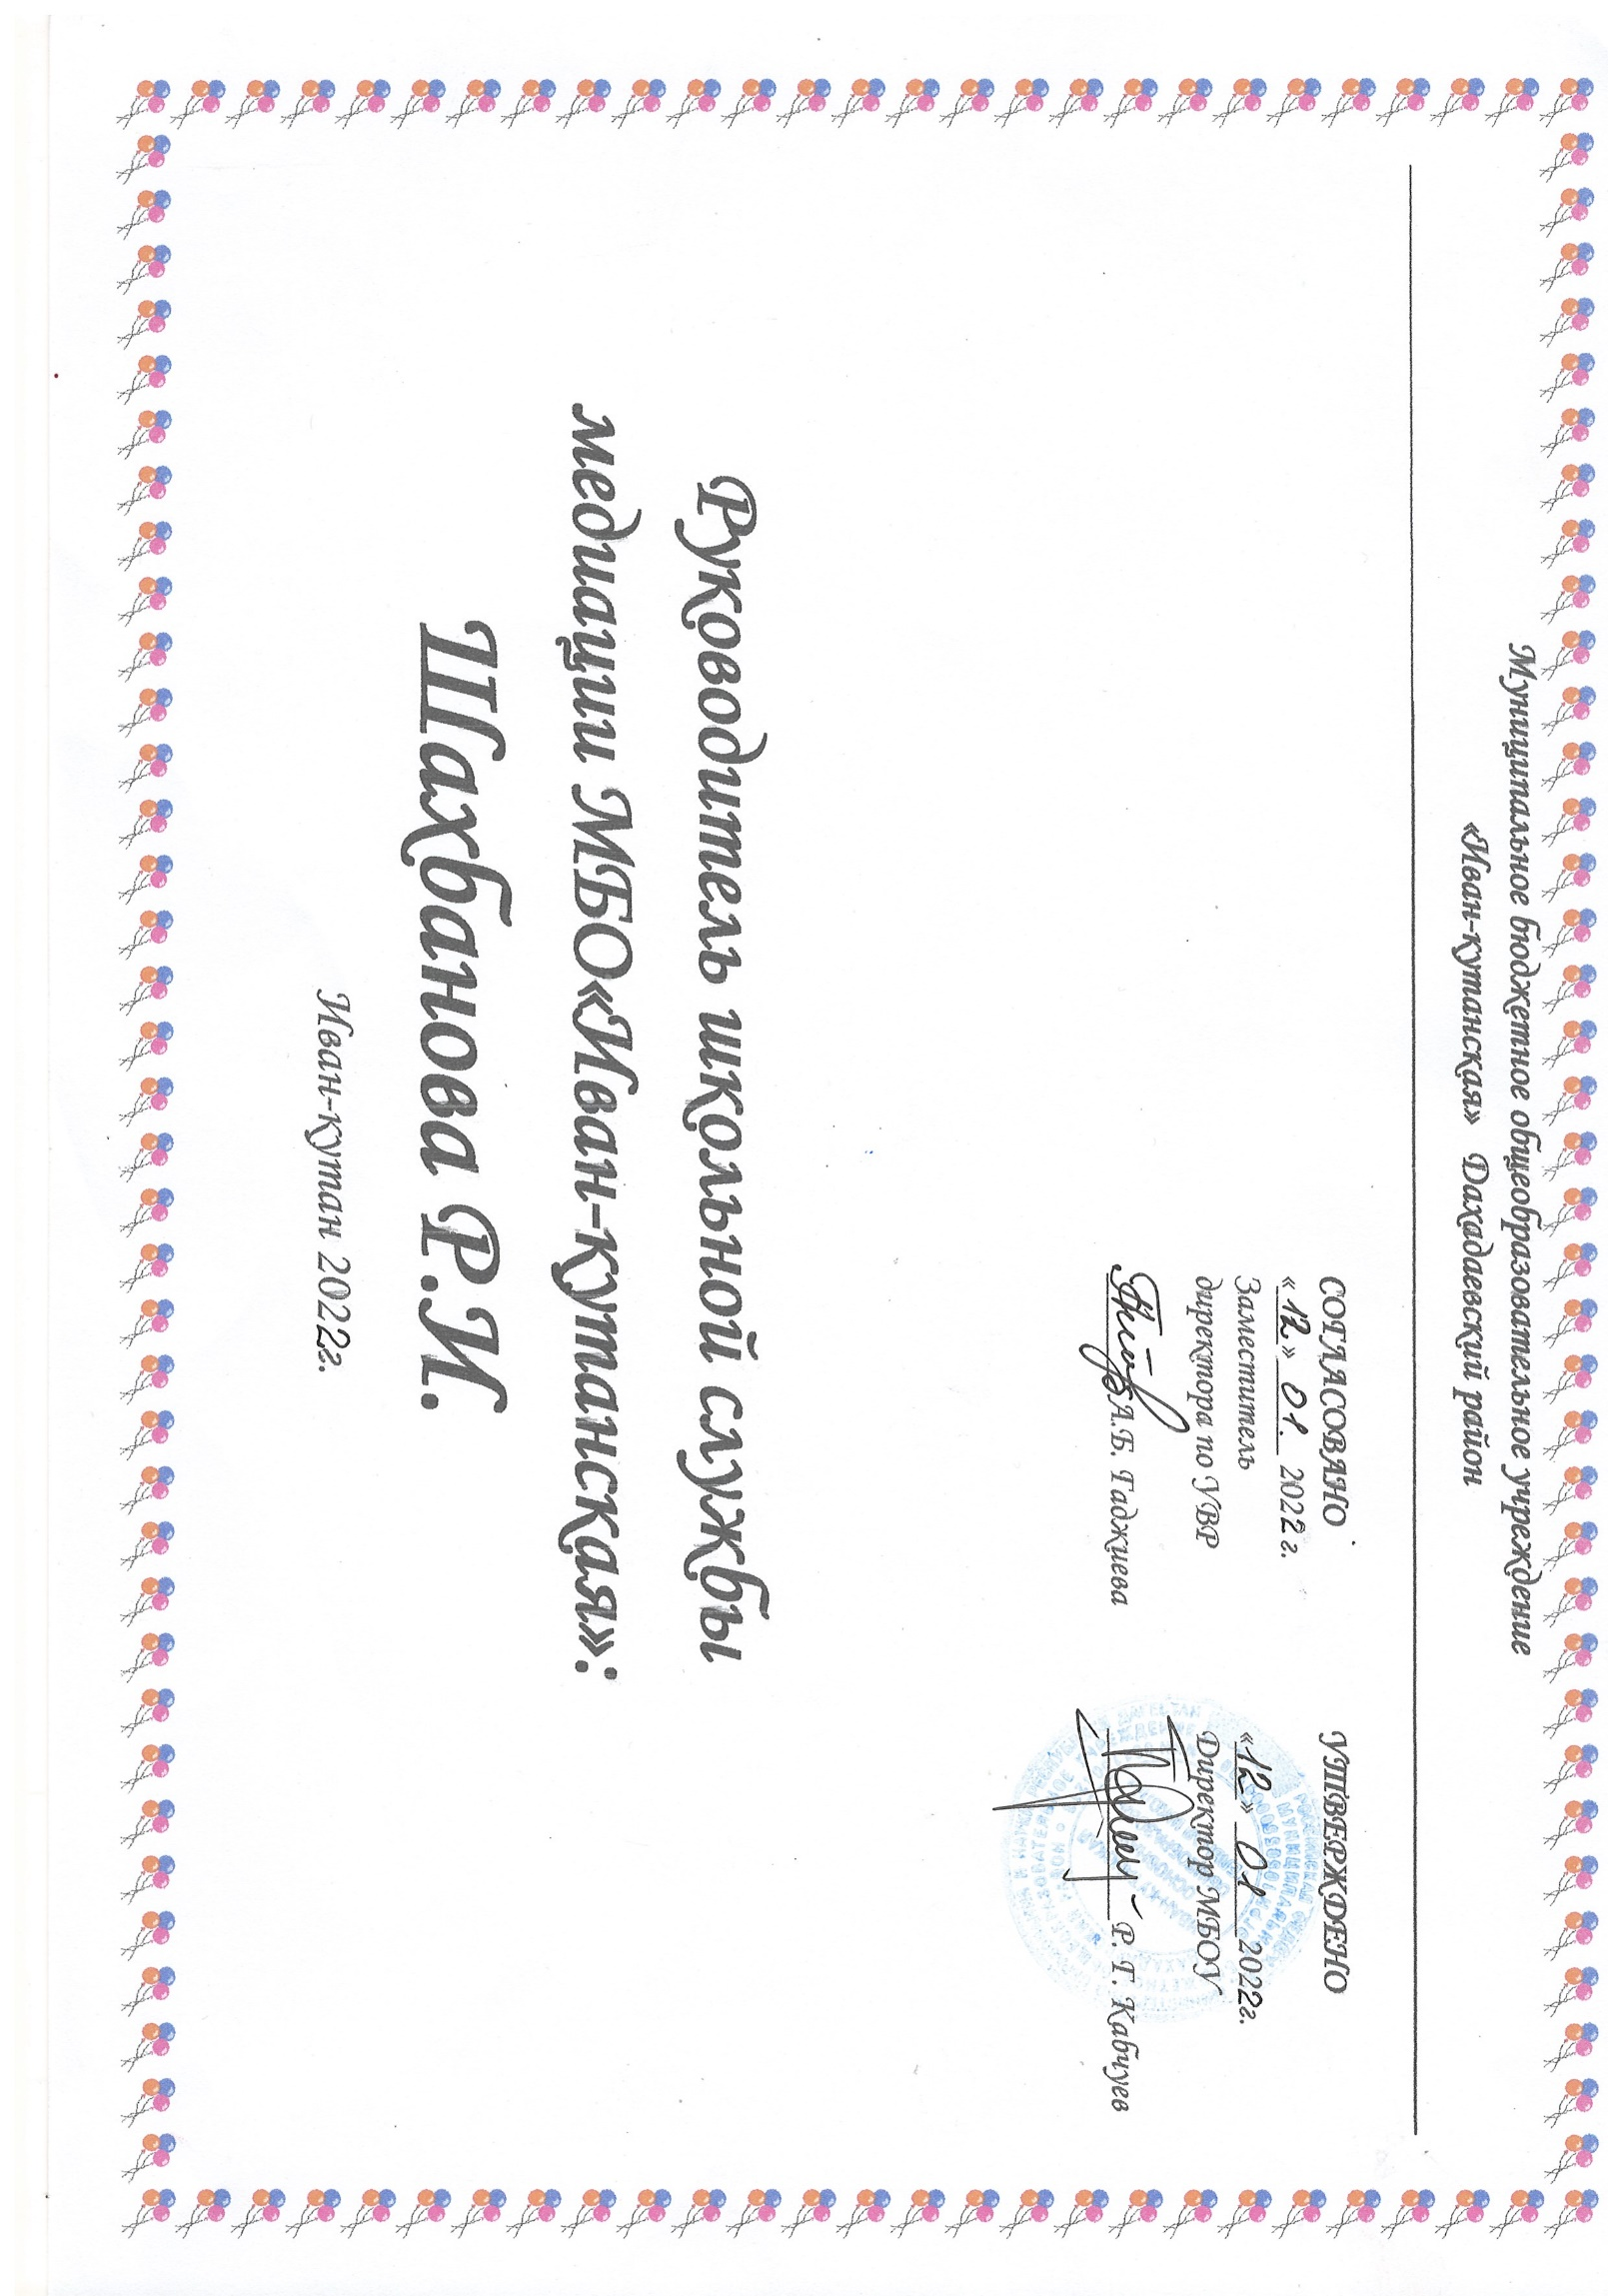 Муниципальное бюджетное общеобразовательное учреждение
«Иван-кутанская» Дахадаевский район
СОГЛАСОВАНО
«12» 01. 2022 г.
Заместитель
директора по УВР
А.Б. Гаджиева
УТВЕРЖДЕНО
«12» 01 2022г.
Директор МБОУ
Р. Г. Кабчуев
Руководитель школьной службы
медиации МБО«Иван-кутанская»:
Шахбанова Р.И.
Иван-кутан 2022г.